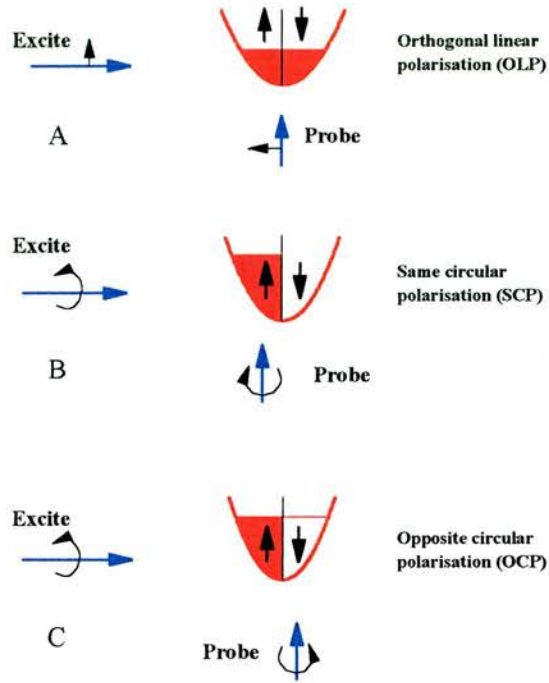 Excite
Orthogonal linear
polarisation (OLP)
A
Probe
Excite
Same circular
polarisation (SCP)
B
Probe
Excite
Opposite circular
polarisation (OCP)
C
Probe